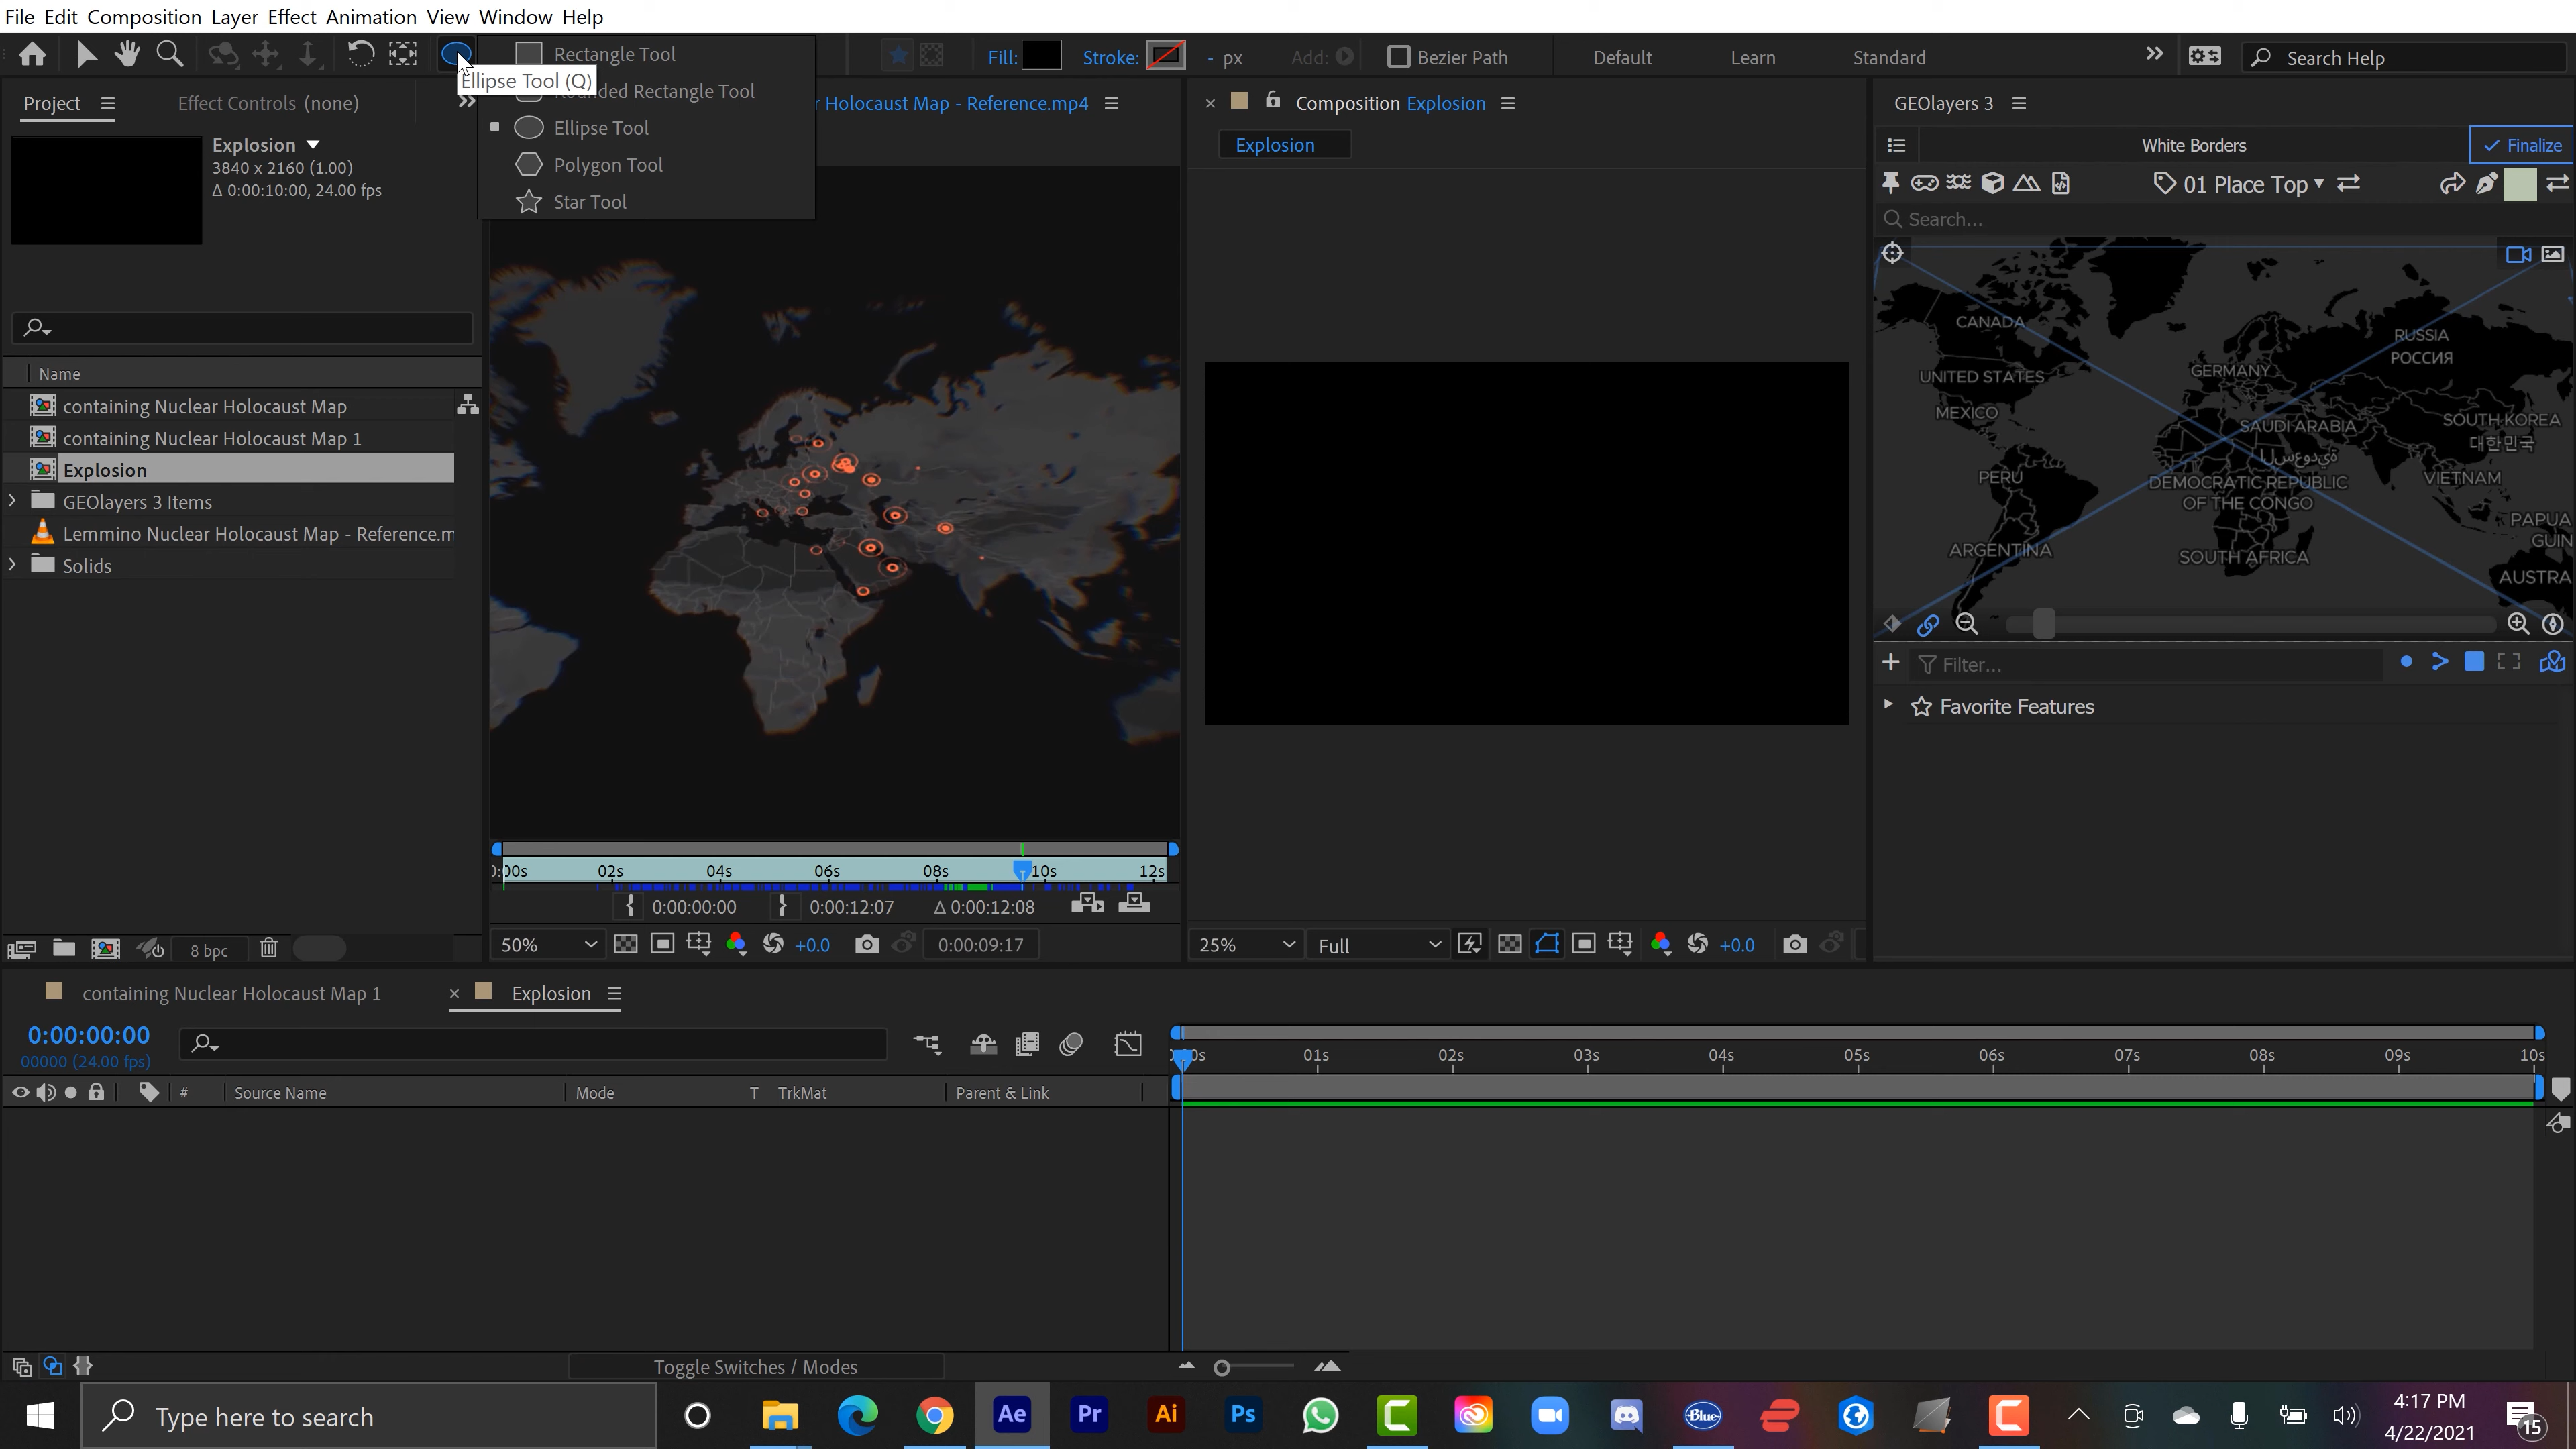 File Edit Composition Layer Effect Animation View Window Help
Rectangle Tool
Ellipse Tool (Q)
Rounded Rectangle Tool
Ellipse Tool
Polygon Tool
Star Tool
Fill:
Stroke:
- px
Add:
Bezier Path
Default
Learn
Standard
Search Help
Project
Effect Controls (none)
Holocaust Map - Reference.mp4
Composition Explosion
GEOlayers 3
Explosion
3840 x 2160 (1.00)
Δ 0:00:10:00, 24.00 fps
Explosion
White Borders
Finalize
01 Place Top
Search...
Name
containing Nuclear Holocaust Map
containing Nuclear Holocaust Map 1
Explosion
GEOlayers 3 Items
Lemmino Nuclear Holocaust Map - Reference.m
Solids
CANADA
RUSSIA
РОССИЯ
UNITED STATES
GERMANY
MEXICO
SAUDI ARABIA
السعودية
SOUTH KOREA
대한민국
PERU
DEMOCRATIC REPUBLIC
OF THE CONGO
VIETNAM
PAPUA
GUIN
ARGENTINA
SOUTH AFRICA
AUSTRA
Filter...
Favorite Features
:00s 02s 04s 06s 08s 10s 12s
0:00:00:00
0:00:12:07
Δ 0:00:12:08
8 bpc
50%
+0.0
0:00:09:17
25%
Full
+0.0
containing Nuclear Holocaust Map 1
Explosion
0:00:00:00
00000 (24.00 fps)
0s 01s 02s 03s 04s 05s 06s 07s 08s 09s 10s
# Source Name Mode T TrkMat Parent & Link
Toggle Switches / Modes
Type here to search
Ae Pr Ai Ps
Blue
4:17 PM
4/22/2021
15